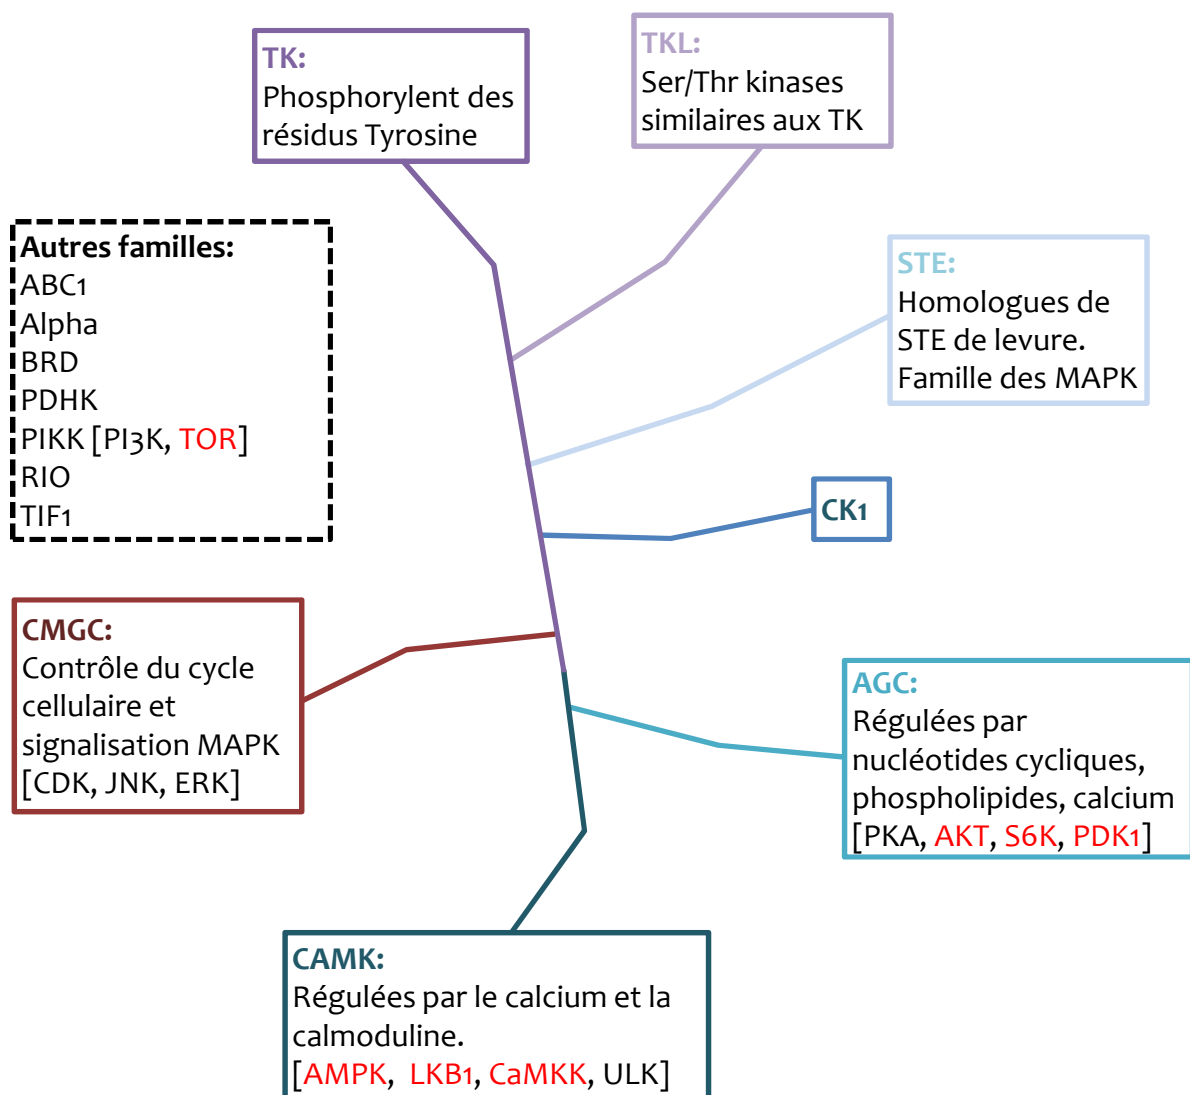 TK:
Phosphorylent des
résidus Tyrosine
TKL:
Ser/Thr kinases
similaires aux TK
Autres familles:
ABC1
Alpha
BRD
PDHK
PIKK [PI3K, TOR]
RIO
TIF1
STE:
Homologues de
STE de levure.
Famille des MAPK
CK1
CMGC:
Contrôle du cycle
cellulaire et
signalisation MAPK
[CDK, JNK, ERK]
AGC:
Régulées par
nucléotides cycliques,
phospholipides, calcium
[PKA, AKT, S6K, PDK1]
CAMK:
Régulées par le calcium et la
calmoduline.
[AMPK, LKB1, CaMKK, ULK]